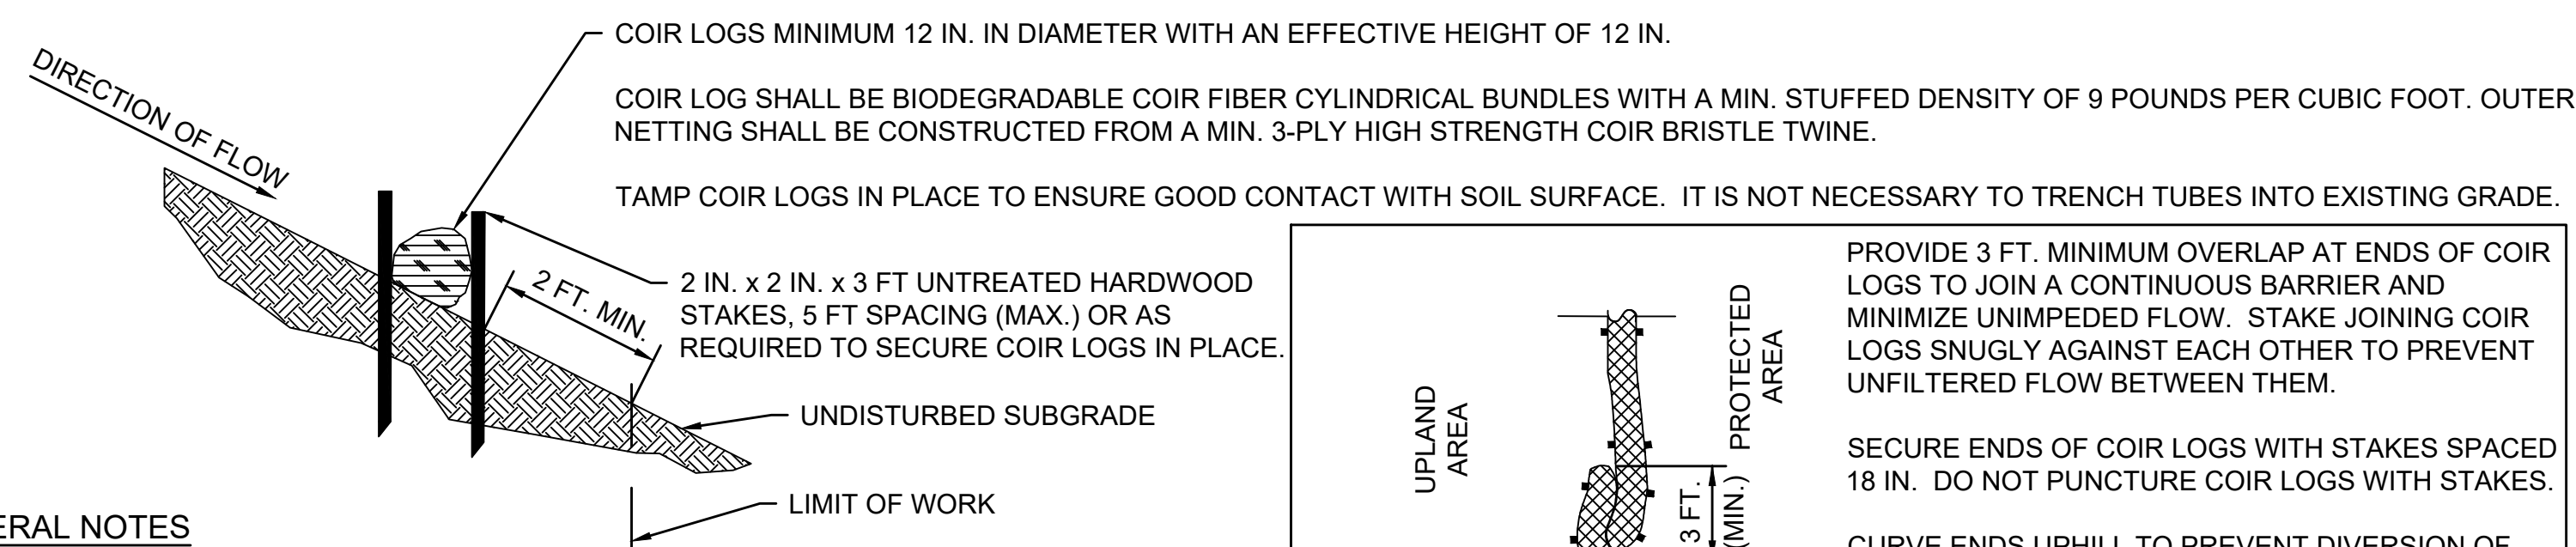 COIR LOGS MINIMUM 12 IN. IN DIAMETER WITH AN EFFECTIVE HEIGHT OF 12 IN.
DIRECTION OF FLOW
COIR LOG SHALL BE BIODEGRADABLE COIR FIBER CYLINDRICAL BUNDLES WITH A MIN. STUFFED DENSITY OF 9 POUNDS PER CUBIC FOOT. OUTER
NETTING SHALL BE CONSTRUCTED FROM A MIN. 3-PLY HIGH STRENGTH COIR BRISTLE TWINE.
TAMP COIR LOGS IN PLACE TO ENSURE GOOD CONTACT WITH SOIL SURFACE. IT IS NOT NECESSARY TO TRENCH TUBES INTO EXISTING GRADE.
2 IN. x 2 IN. x 3 FT UNTREATED HARDWOOD
STAKES, 5 FT SPACING (MAX.) OR AS
REQUIRED TO SECURE COIR LOGS IN PLACE.
2 FT. MIN.
UNDISTURBED SUBGRADE
LIMIT OF WORK
ERAL NOTES
UPLAND
AREA
PROTECTED
AREA
3 FT.
(MIN.)
PROVIDE 3 FT. MINIMUM OVERLAP AT ENDS OF COIR
LOGS TO JOIN A CONTINUOUS BARRIER AND
MINIMIZE UNIMPEDED FLOW. STAKE JOINING COIR
LOGS SNUGLY AGAINST EACH OTHER TO PREVENT
UNFILTERED FLOW BETWEEN THEM.
SECURE ENDS OF COIR LOGS WITH STAKES SPACED
18 IN. DO NOT PUNCTURE COIR LOGS WITH STAKES.
CURVE ENDS UPHILL TO PREVENT DIVERSION OF